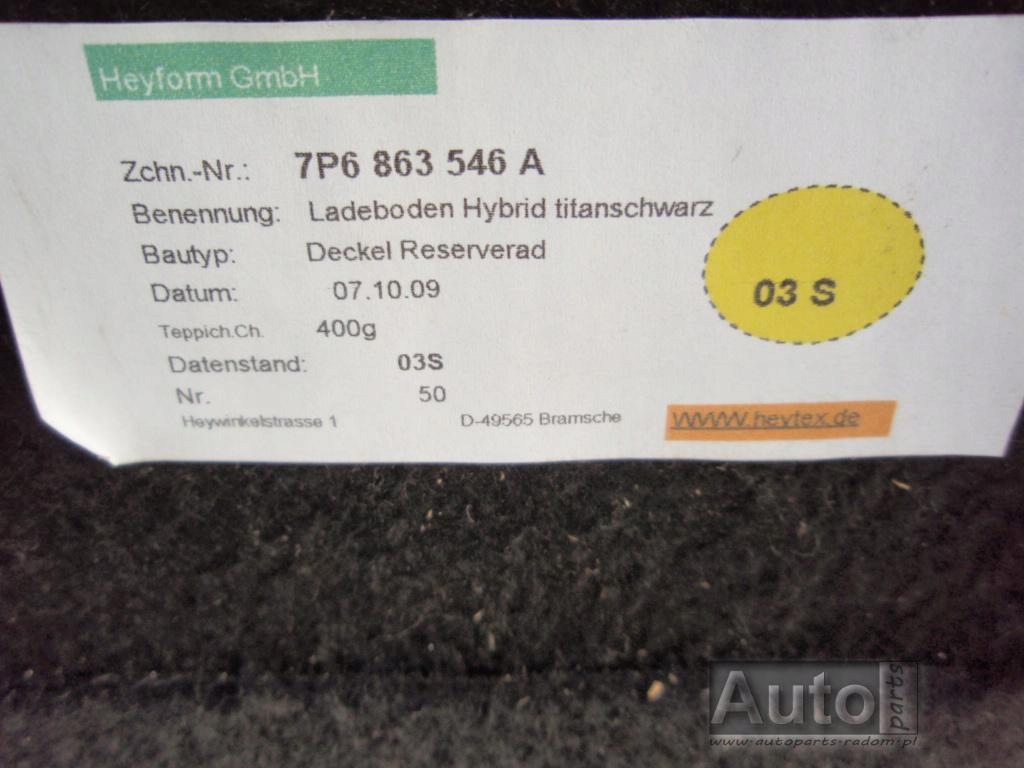 Heyform GmbH
Zchn.-Nr.: 7P6 863 546 A
Benennung: Ladeboden Hybrid titanschwarz
Bautyp: Deckel Reserverad
Datum: 07.10.09
03 S
Teppich.Ch. 400g
Datenstand: 03S
Nr. 50
Heywinkelstrasse 1 D-49565 Bramsche WWW.heytex.de
Auto parts
www.autoparts-radom.pl